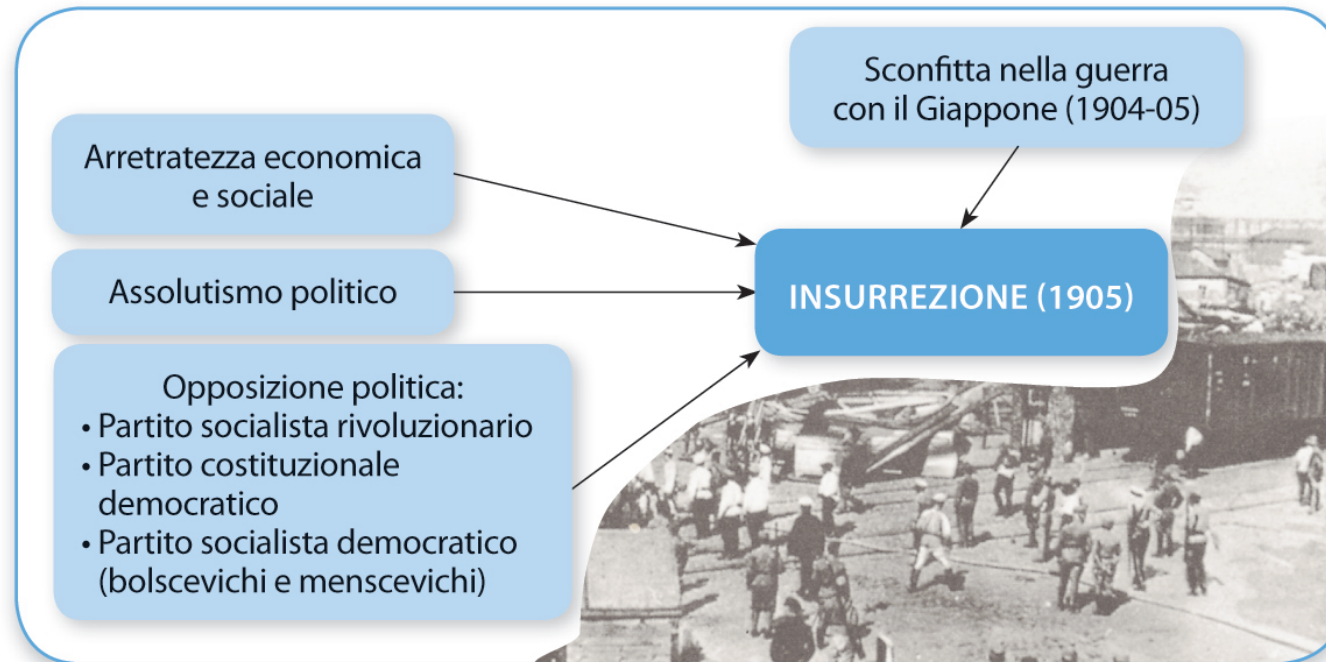 Sconfitta nella guerra
con il Giappone (1904-05)
Arretratezza economica
e sociale
Assolutismo politico
INSURREZIONE (1905)
Opposizione politica:
• Partito socialista rivoluzionario
• Partito costituzionale
democratico
• Partito socialista democratico
(bolscevichi e menscevichi)